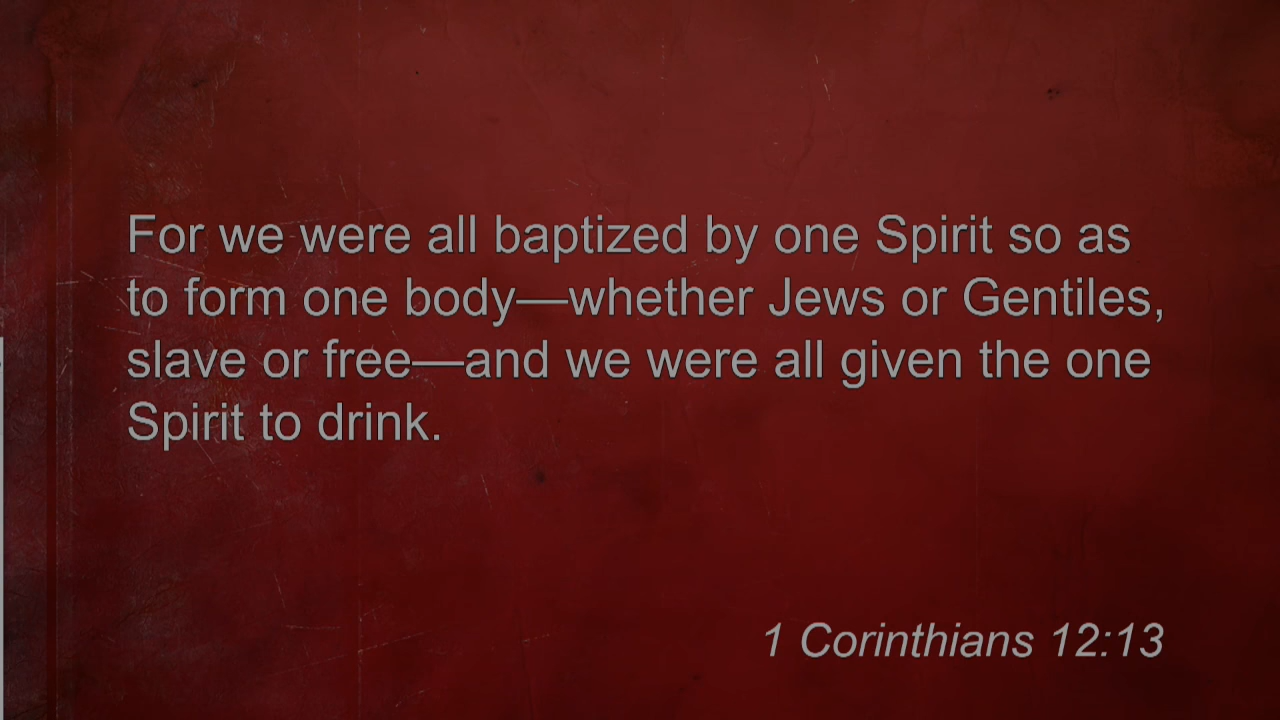 For we were all baptized by one Spirit so as
to form one body—whether Jews or Gentiles,
slave or free—and we were all given the one
Spirit to drink.
1 Corinthians 12:13